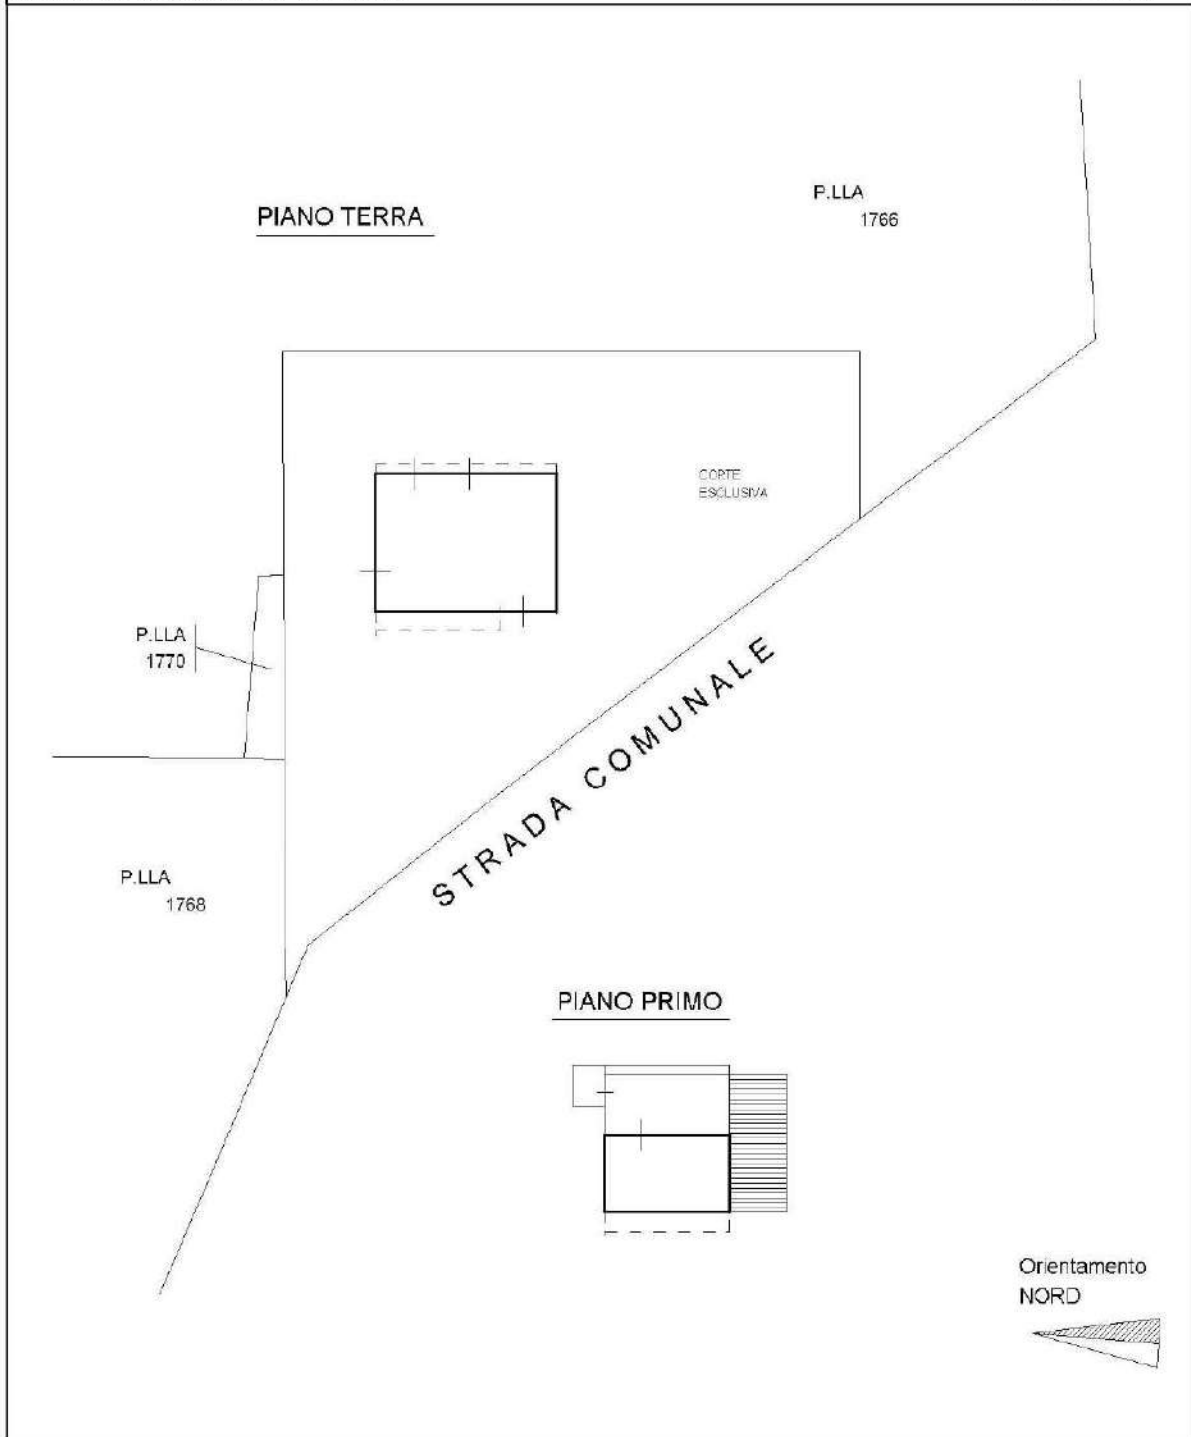 PIANO TERRA
P.LLA
1766
CORTE
ESCLUSIVA
P.LLA
1770
STRADA COMUNALE
P.LLA
1768
PIANO PRIMO
Orientamento
NORD